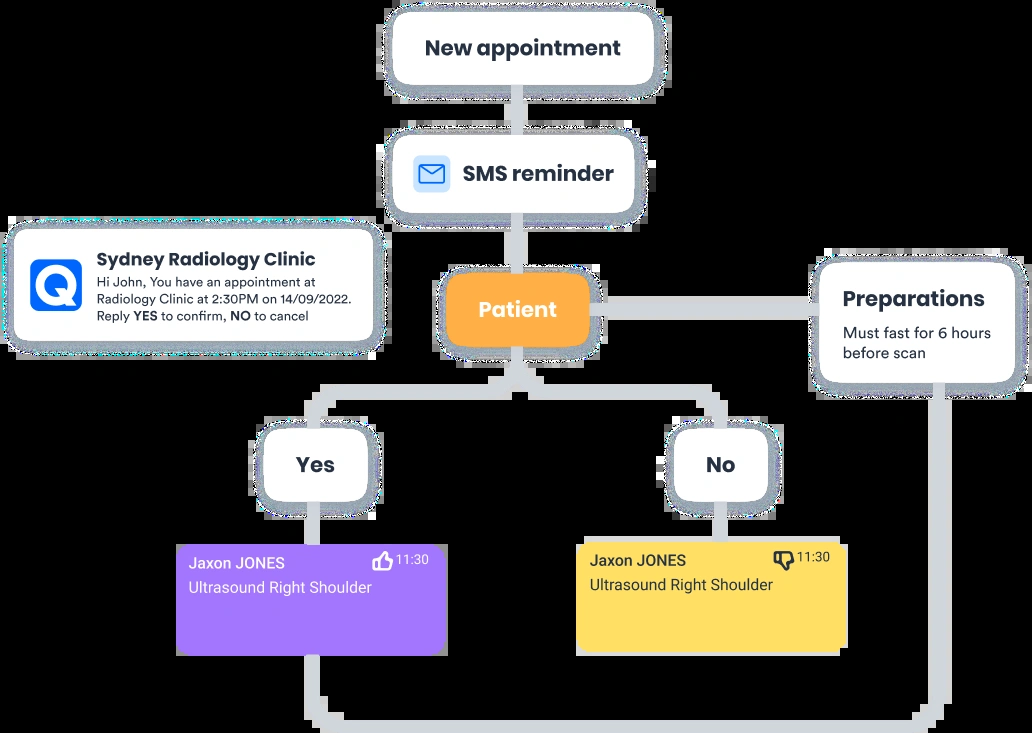 New appointment
SMS reminder
Sydney Radiology Clinic
Hi John, You have an appointment at
Radiology Clinic at 2:30PM on 14/09/2022.
Reply YES to confirm, NO to cancel
Patient
Preparations
Must fast for 6 hours
before scan
Yes
No
Jaxon JONES 11:30
Ultrasound Right Shoulder
Jaxon JONES 11:30
Ultrasound Right Shoulder